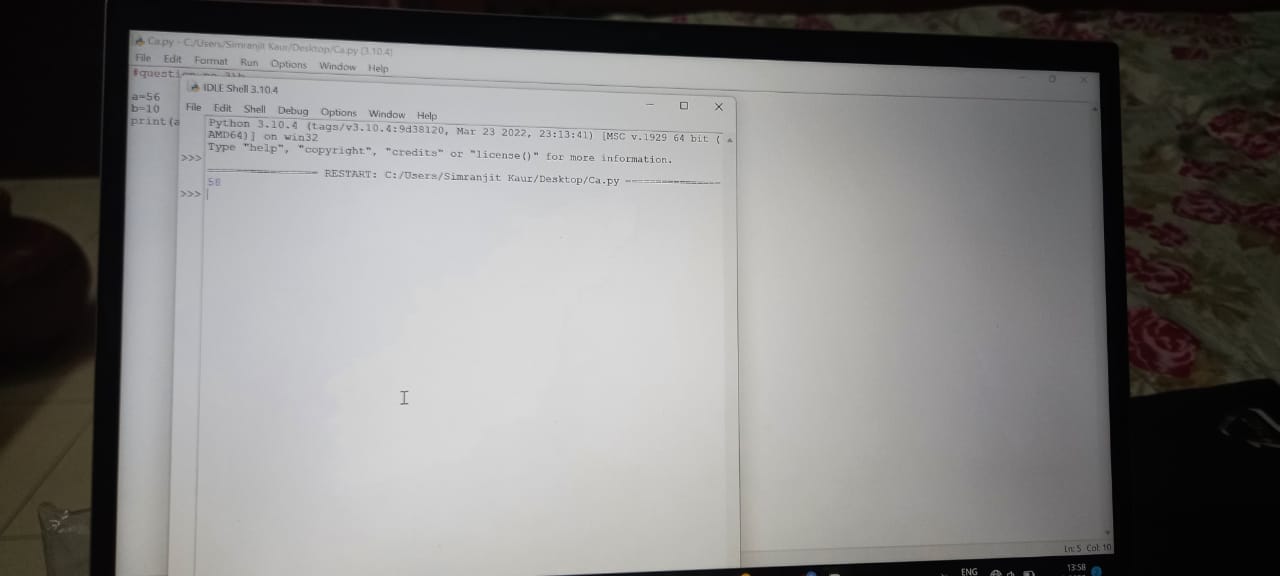 Ca.py - C:/Users/Simranjit Kaur/Desktop/Ca.py (3.10.4)
File Edit Format Run Options Window Help
a=56
b=10
print(a
IDLE Shell 3.10.4
File Edit Shell Debug Options Window Help
Python 3.10.4 (tags/v3.10.4:9d38120, Mar 23 2022, 23:13:41) [MSC v.1929 64 bit (
AMD64)] on win32
Type "help", "copyright", "credits" or "license()" for more information.
>>>
================ RESTART: C:/Users/Simranjit Kaur/Desktop/Ca.py ================
>>>
Ln: 5 Col: 10
ENG
13:58